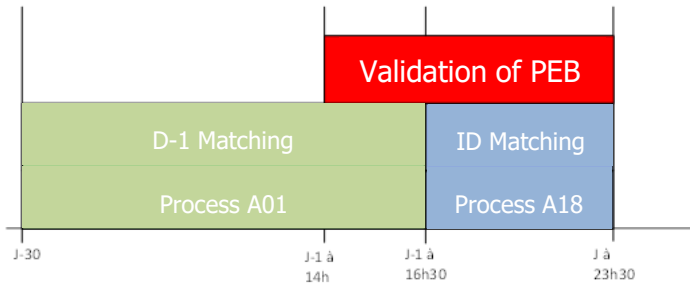 Validation of PEB
D-1 Matching
ID Matching
Process A01
Process A18
J-30
J-1 à
14h
J-1 à
16h30
J à
23h30